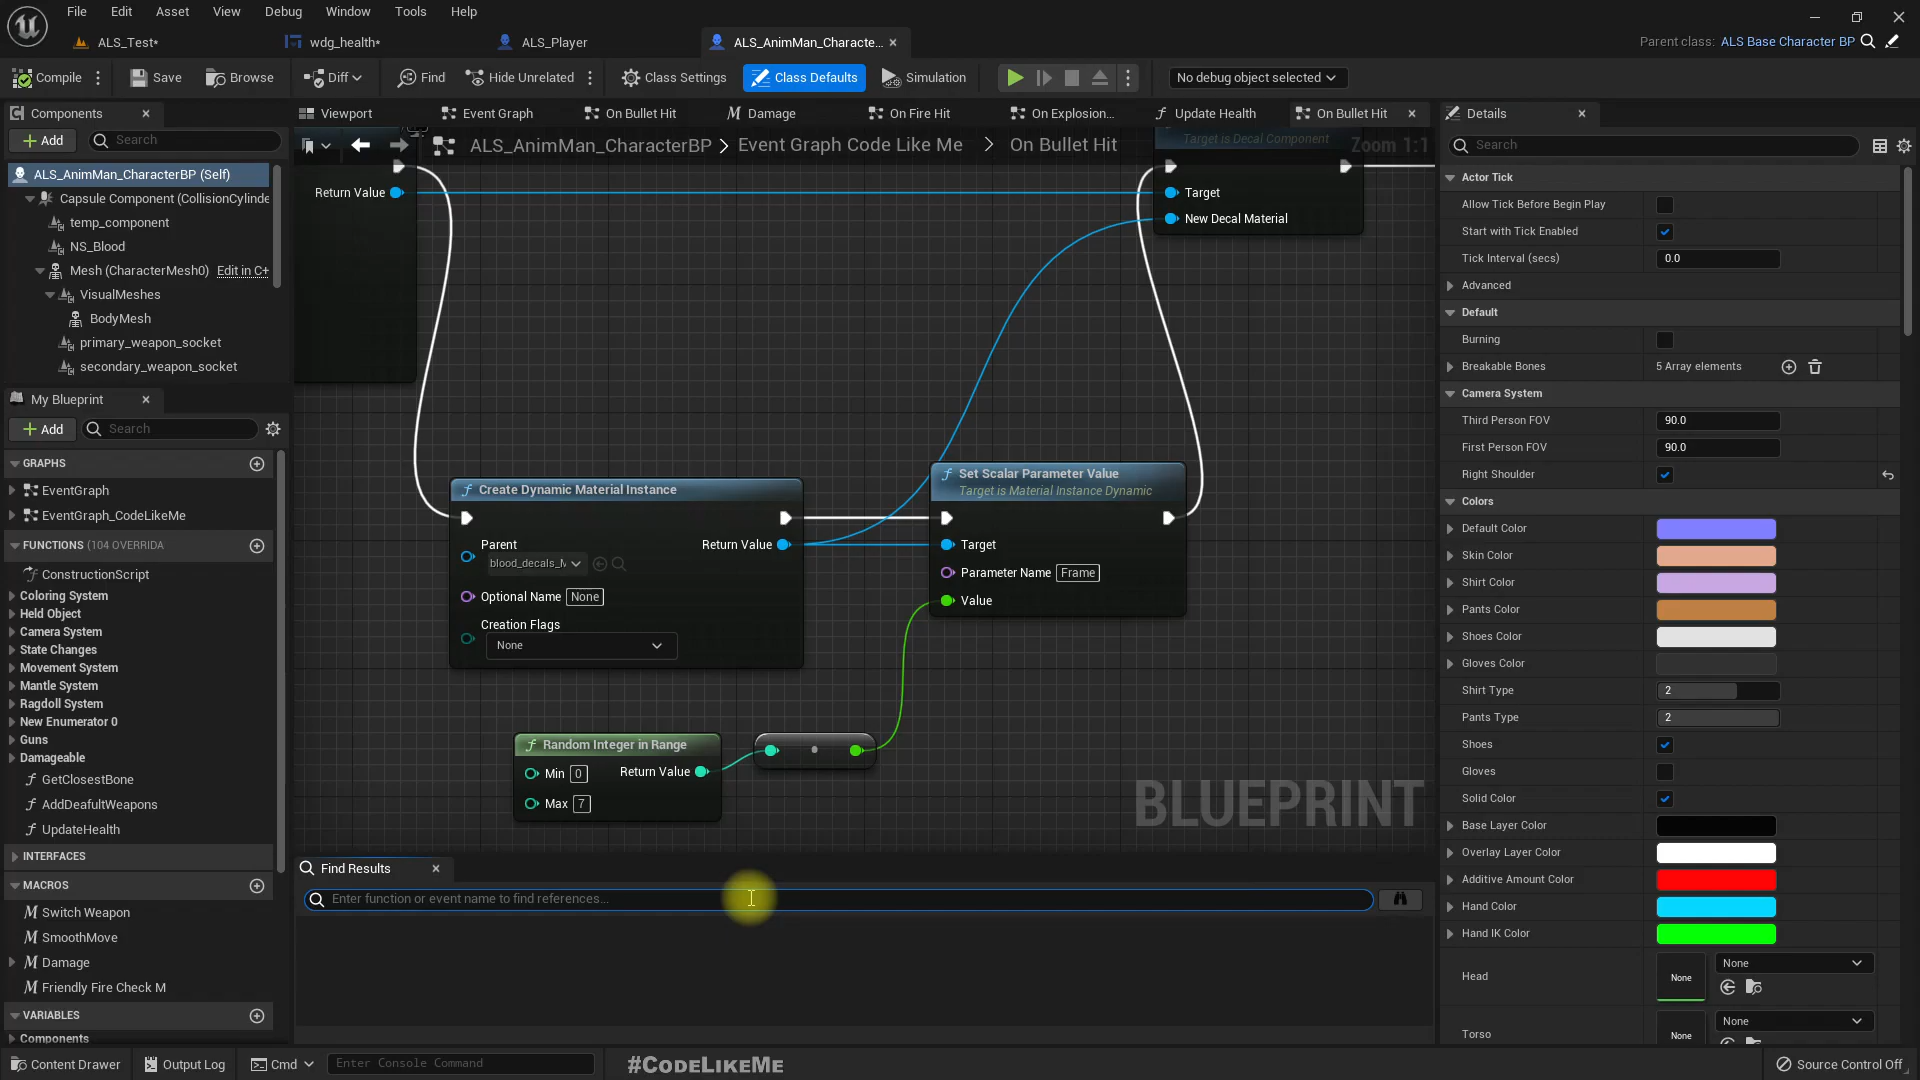 File Edit Asset View Debug Window Tools Help
ALS_Test* wdg_health* ALS_Player ALS_AnimMan_Characte...
Parent class: ALS Base Character BP
Compile Save Browse Diff Find Hide Unrelated Class Settings Class Defaults Simulation No debug object selected
Components
Add Search
ALS_AnimMan_CharacterBP (Self)
Capsule Component (CollisionCylinde
temp_component
NS_Blood
Mesh (CharacterMesh0) Edit in C+
VisualMeshes
BodyMesh
primary_weapon_socket
secondary_weapon_socket
My Blueprint
Add Search
GRAPHS
EventGraph
EventGraph_CodeLikeMe
FUNCTIONS (104 OVERRIDA
ConstructionScript
Coloring System
Held Object
Camera System
State Changes
Movement System
Mantle System
Ragdoll System
New Enumerator 0
Guns
Damageable
GetClosestBone
AddDeafultWeapons
UpdateHealth
INTERFACES
MACROS
Switch Weapon
SmoothMove
Damage
Friendly Fire Check M
VARIABLES
Components
Viewport Event Graph On Bullet Hit Damage On Fire Hit On Explosion... Update Health On Bullet Hit
ALS_AnimMan_CharacterBP > Event Graph Code Like Me > On Bullet Hit
Zoom 1:1
Target is Decal Component
Return Value
Target
New Decal Material
Create Dynamic Material Instance
Parent
blood_decals_M
Return Value
Optional Name None
Creation Flags
None
Set Scalar Parameter Value
Target is Material Instance Dynamic
Target
Parameter Name Frame
Value
Random Integer in Range
Min 0 Return Value
Max 7
BLUEPRINT
Find Results
Enter function or event name to find references...
Details
Search
Actor Tick
Allow Tick Before Begin Play
Start with Tick Enabled
Tick Interval (secs) 0.0
Advanced
Default
Burning
Breakable Bones 5 Array elements
Camera System
Third Person FOV 90.0
First Person FOV 90.0
Right Shoulder
Colors
Default Color
Skin Color
Shirt Color
Pants Color
Shoes Color
Gloves Color
Shirt Type 2
Pants Type 2
Shoes
Gloves
Solid Color
Base Layer Color
Overlay Layer Color
Additive Amount Color
Hand Color
Hand IK Color
Head None None
Torso None None
Content Drawer Output Log Cmd Enter Console Command #CODELIKEME Source Control Off